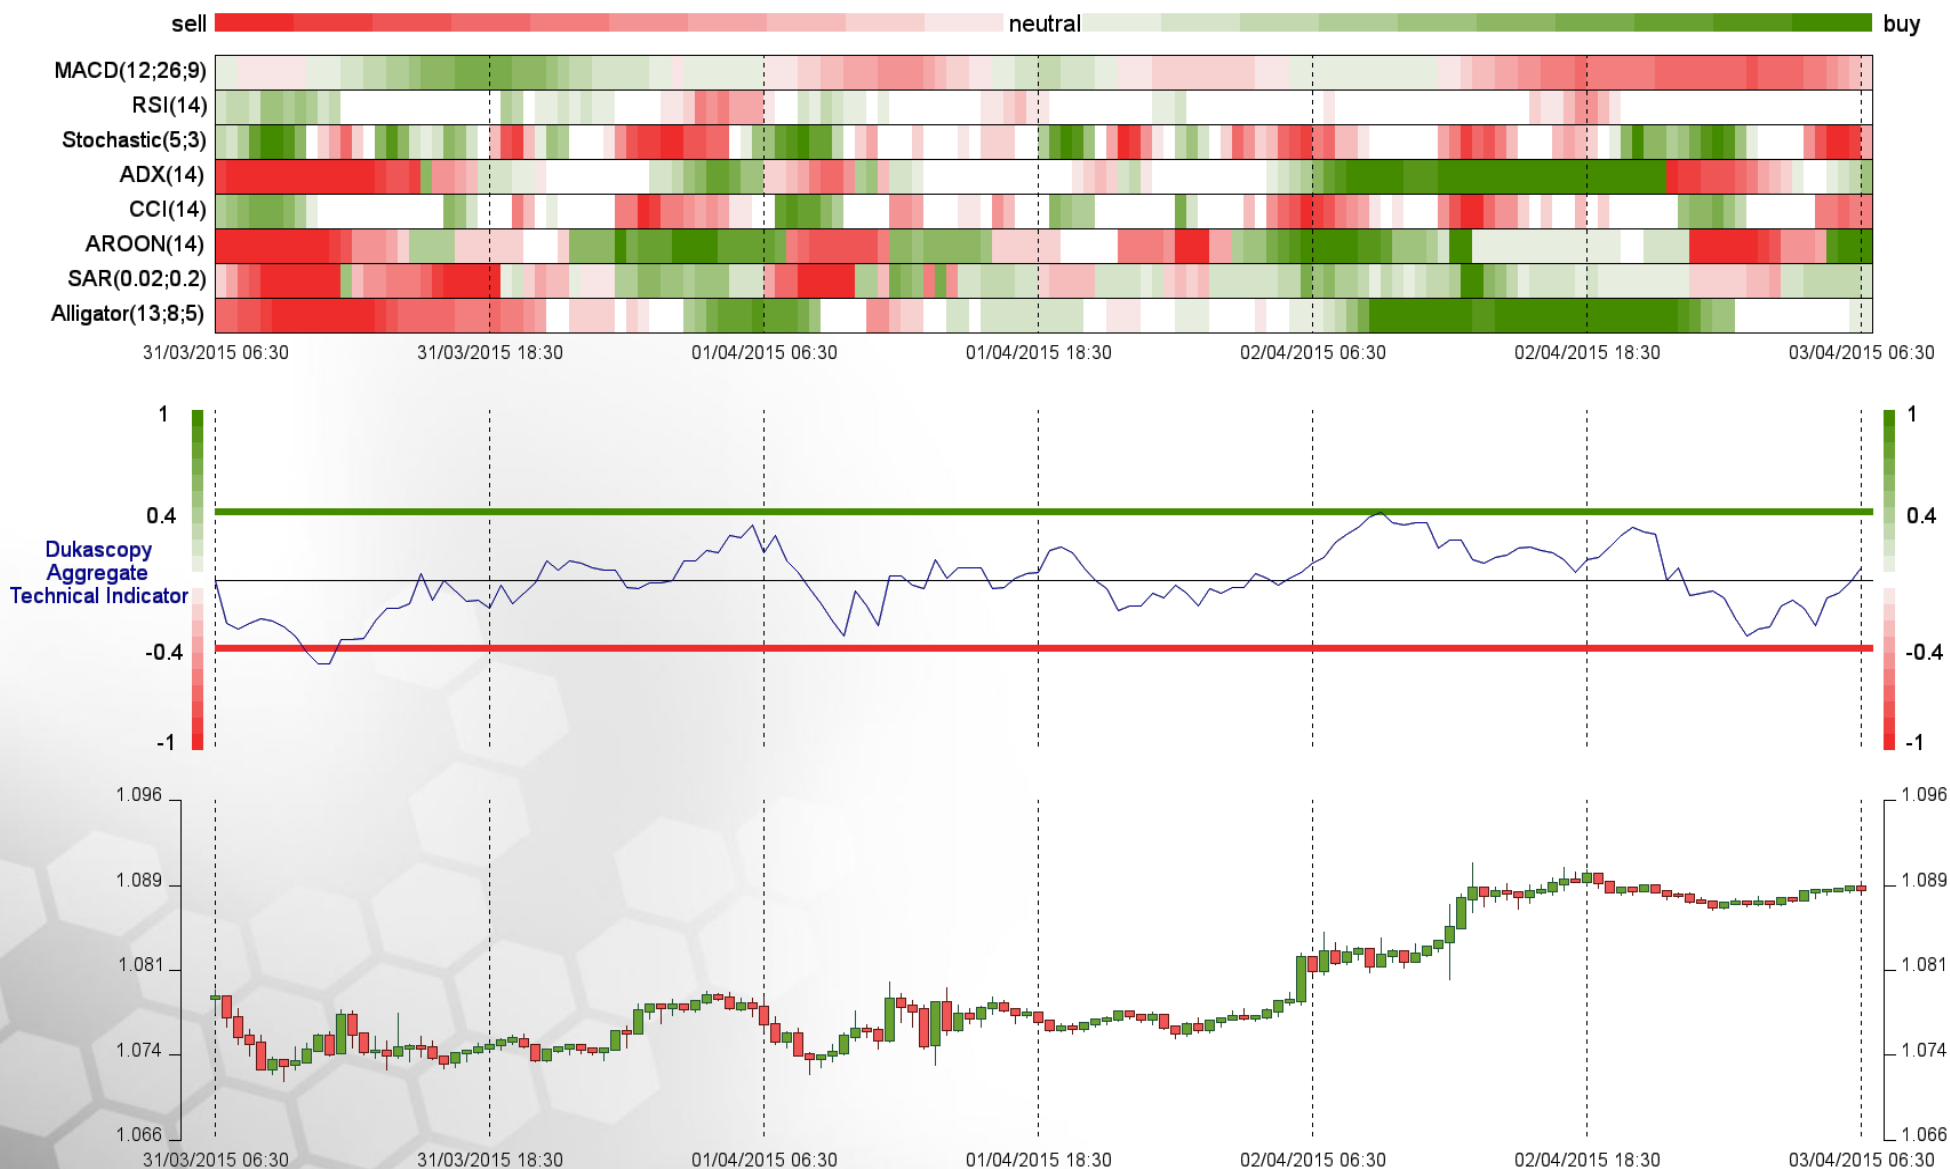 sell neutral buy
MACD(12;26;9)
RSI(14)
Stochastic(5;3)
ADX(14)
CCI(14)
AROON(14)
SAR(0.02;0.2)
Alligator(13;8;5)
31/03/2015 06:30 31/03/2015 18:30 01/04/2015 06:30 01/04/2015 18:30 02/04/2015 06:30 02/04/2015 18:30 03/04/2015 06:30
1 1
0.4 0.4
Dukascopy
Aggregate
Technical Indicator
-0.4 -0.4
-1 -1
1.096 1.096
1.089 1.089
1.081 1.081
1.074 1.074
1.066 1.066
31/03/2015 06:30 31/03/2015 18:30 01/04/2015 06:30 01/04/2015 18:30 02/04/2015 06:30 02/04/2015 18:30 03/04/2015 06:30